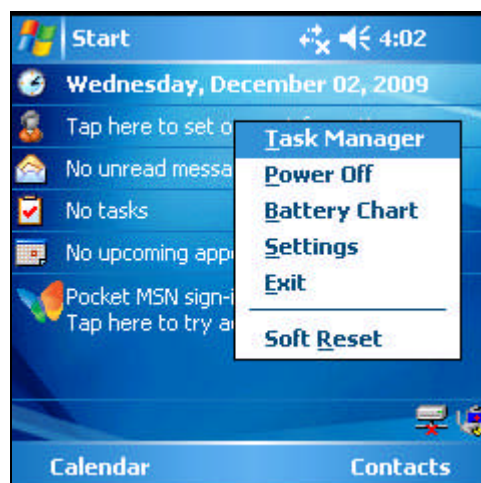 Start 4:02
Wednesday, December 02, 2009
Tap here to set o
Task Manager
No unread messa
Power Off
No tasks
Battery Chart
No upcoming app
Settings
Exit
Pocket MSN sign-i
Tap here to try a
Soft Reset
Calendar Contacts